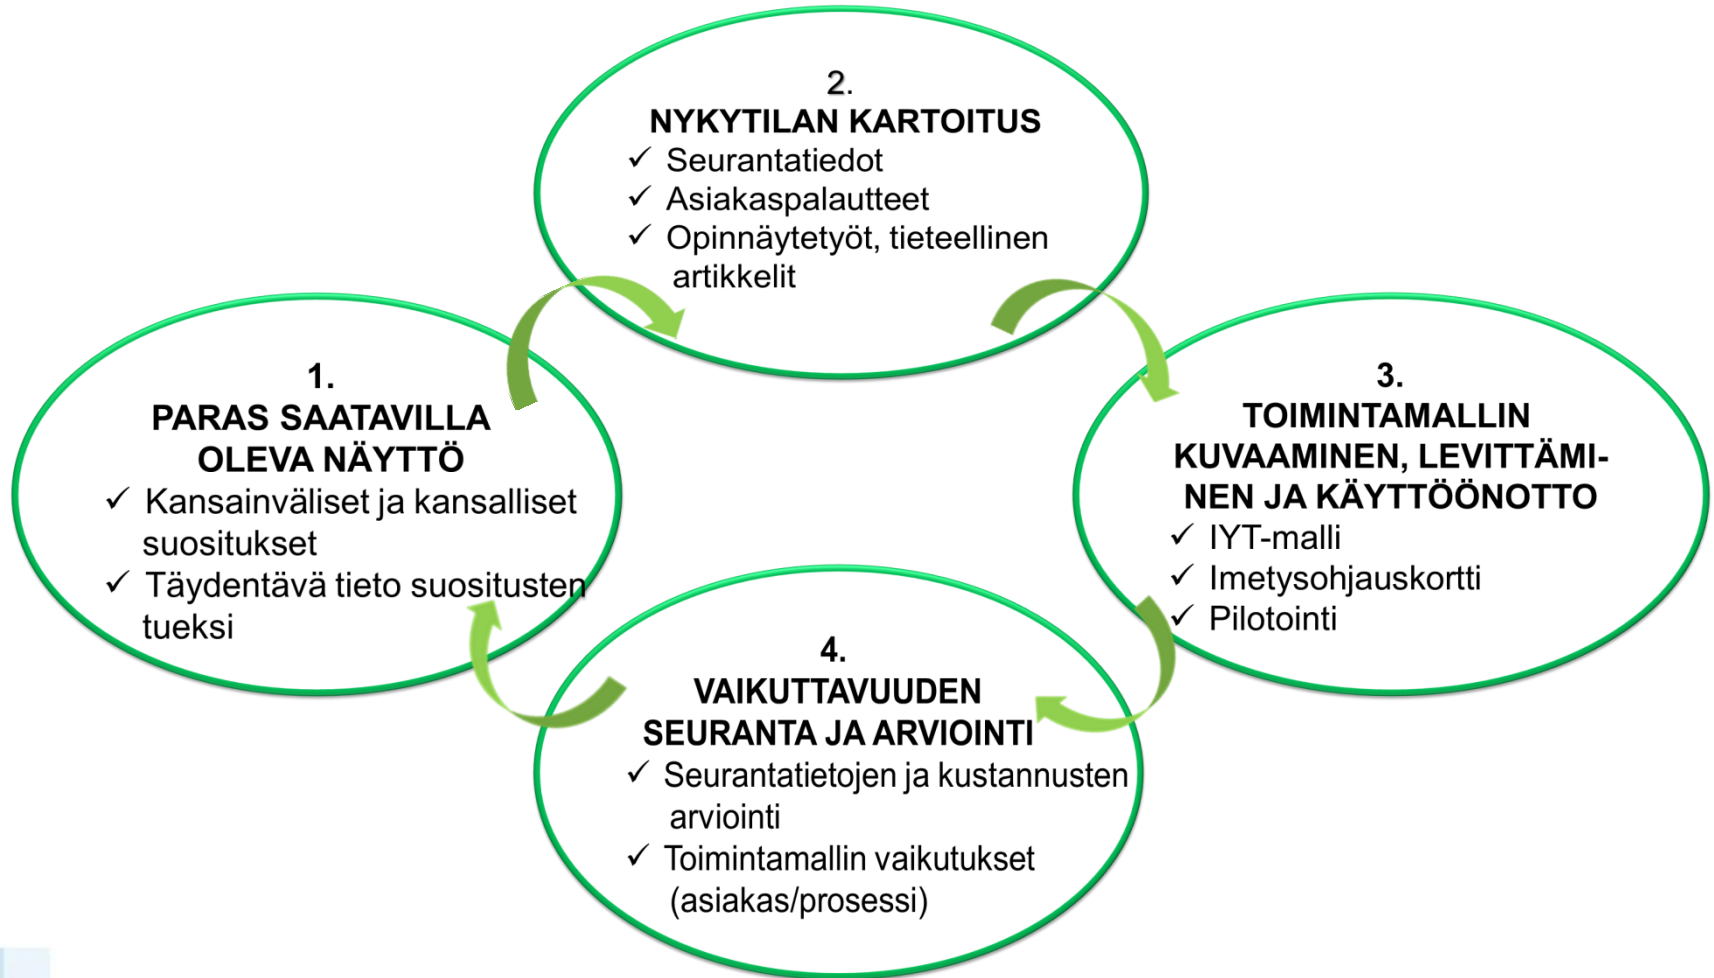 1.
PARAS SAATAVILLA
OLEVA NÄYTTÖ
✓ Kansainväliset ja kansalliset
suositukset
✓ Täydentävä tieto suositusten
tueksi
2.
NYKYTILAN KARTOITUS
✓ Seurantatiedot
✓ Asiakaspalautteet
✓ Opinnäytetyöt, tieteellinen
artikkelit
3.
TOIMINTAMALLIN
KUVAAMINEN, LEVITTÄMI-
NEN JA KÄYTTÖÖNOTTO
✓ IYT-malli
✓ Imetysohjauskortti
✓ Pilotointi
4.
VAIKUTTAVUUDEN
SEURANTA JA ARVIOINTI
✓ Seurantatietojen ja kustannusten
arviointi
✓ Toimintamallin vaikutukset
(asiakas/prosessi)